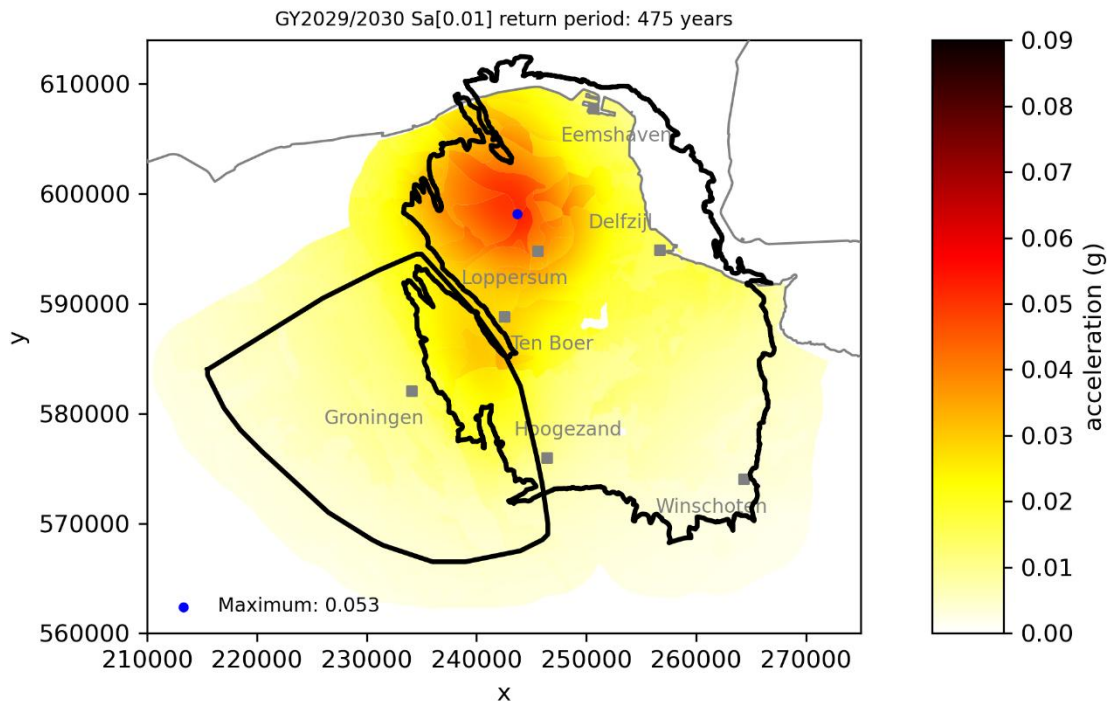 GY2029/2030 Sa[0.01] return period: 475 years
610000
600000
590000
580000
570000
560000
y
210000 220000 230000 240000 250000 260000 270000
x
Eemshaven
Delfzijl
Loppersum
Ten Boer
Groningen
Hoogezand
Winschoten
Maximum: 0.053
0.09
0.08
0.07
0.06
0.05
0.04
0.03
0.02
0.01
0.00
acceleration (g)